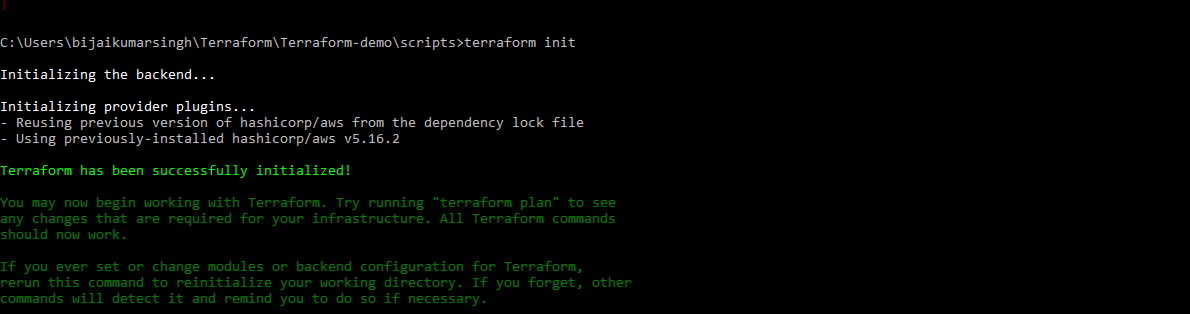 C:\Users\bijaikumarsingh\Terraform\Terraform-demo\scripts>terraform init
Initializing the backend...
Initializing provider plugins...
- Reusing previous version of hashicorp/aws from the dependency lock file
- Using previously-installed hashicorp/aws v5.16.2
Terraform has been successfully initialized!
You may now begin working with Terraform. Try running "terraform plan" to see
any changes that are required for your infrastructure. All Terraform commands
should now work.
If you ever set or change modules or backend configuration for Terraform,
rerun this command to reinitialize your working directory. If you forget, other
commands will detect it and remind you to do so if necessary.